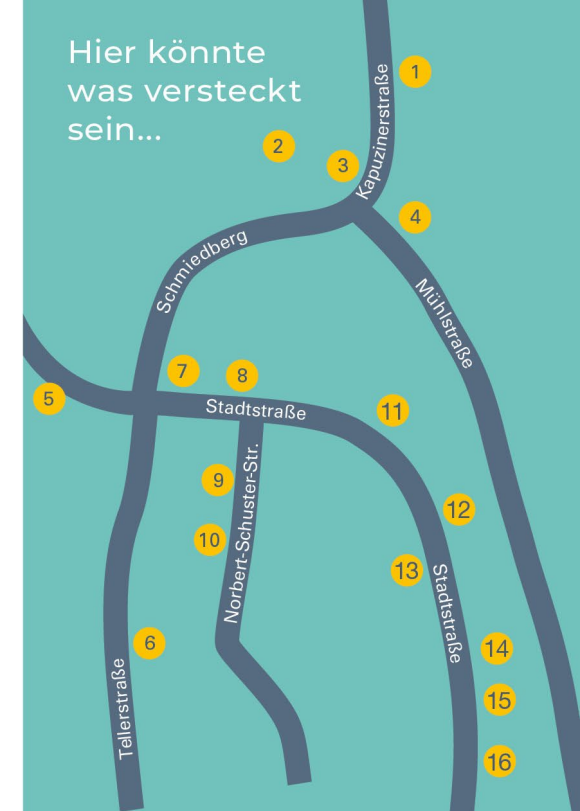 Hier könnte
was versteckt
sein...
1
2
3
Kapuzinerstraße
4
Schmiedberg
Mühlstraße
5
7
8
Stadtstraße
11
9
Norbert-Schuster-Str.
10
12
13
Stadtstraße
6
Tellerstraße
14
15
16